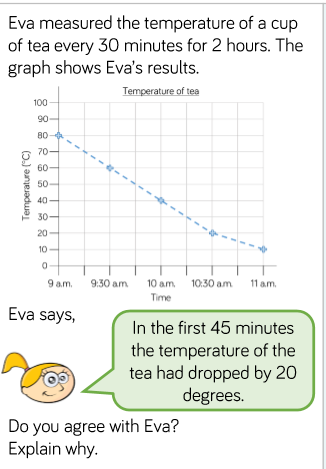 Eva measured the temperature of a cup
of tea every 30 minutes for 2 hours. The
graph shows Eva's results.
Temperature of tea
Temperature (°C)
100
90
80
70
60
50
40
30
20
10
0
9 a.m. 9:30 a.m. 10 a.m. 10:30 a.m. 11 a.m.
Time
Eva says,
In the first 45 minutes
the temperature of the
tea had dropped by 20
degrees.
Do you agree with Eva?
Explain why.